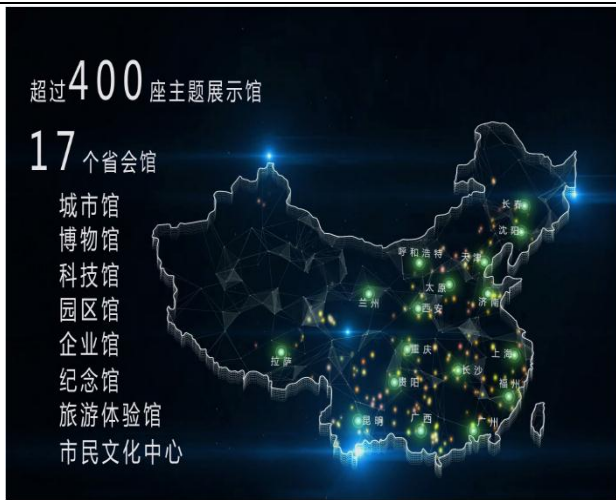 超过400座主题展示馆
17个省会馆
城市馆
博物馆
科技馆
园区馆
企业馆
纪念馆
旅游体验馆
市民文化中心
长春
沈阳
呼和浩特
天津
太原
济南
兰州
西安
重庆
上海
拉萨
长沙
贵阳
福州
昆明
广西
广州